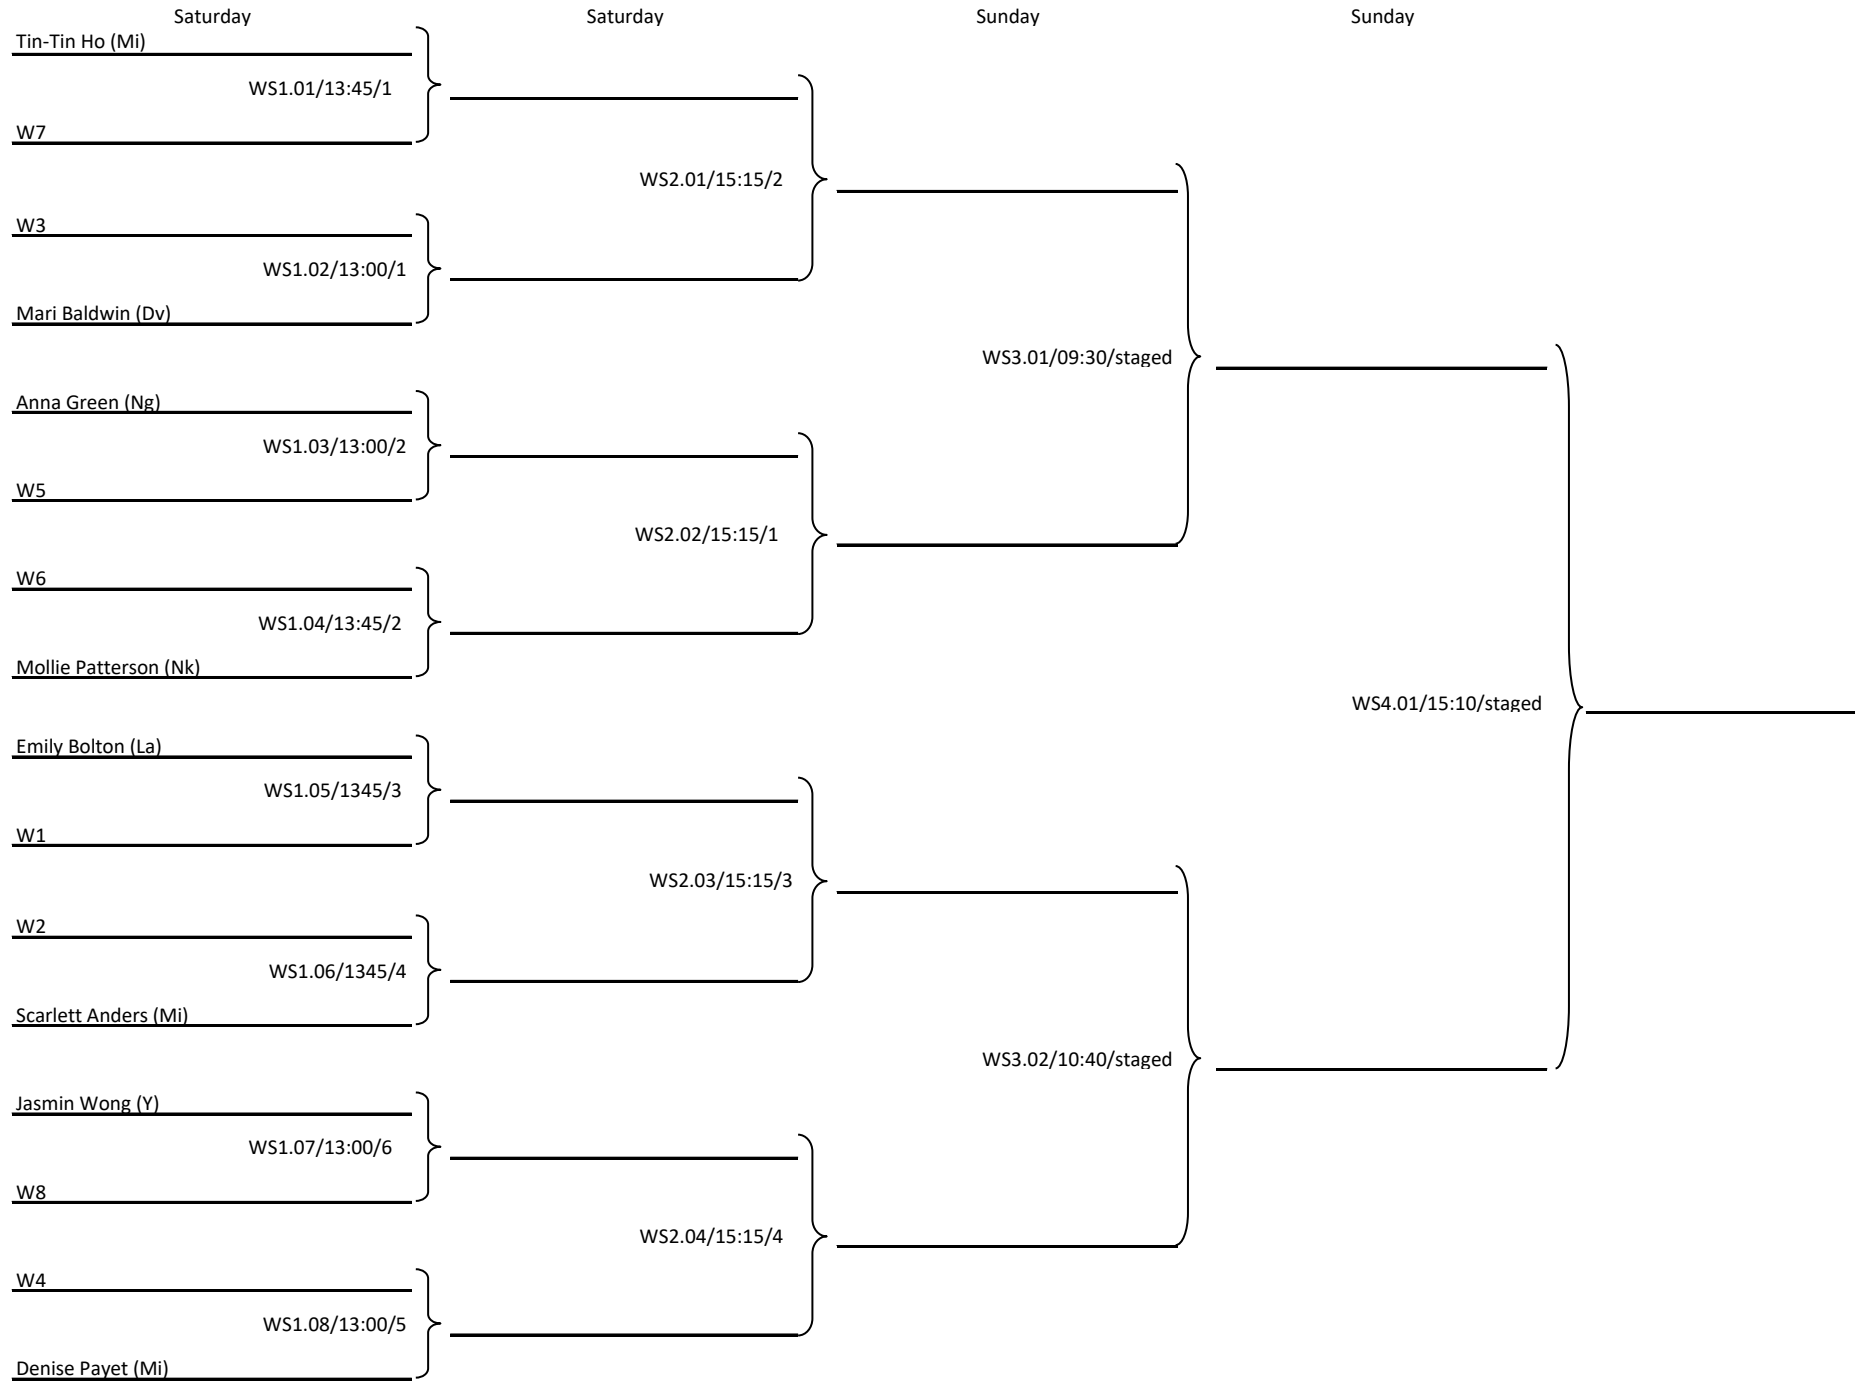 Saturday
Saturday
Sunday
Sunday
Tin-Tin Ho (Mi)
WS1.01/13:45/1
W7
WS2.01/15:15/2
W3
WS1.02/13:00/1
Mari Baldwin (Dv)
WS3.01/09:30/staged
Anna Green (Ng)
WS1.03/13:00/2
W5
WS2.02/15:15/1
W6
WS1.04/13:45/2
Mollie Patterson (Nk)
WS4.01/15:10/staged
Emily Bolton (La)
WS1.05/1345/3
W1
WS2.03/15:15/3
W2
WS1.06/1345/4
Scarlett Anders (Mi)
WS3.02/10:40/staged
Jasmin Wong (Y)
WS1.07/13:00/6
W8
WS2.04/15:15/4
W4
WS1.08/13:00/5
Denise Payet (Mi)